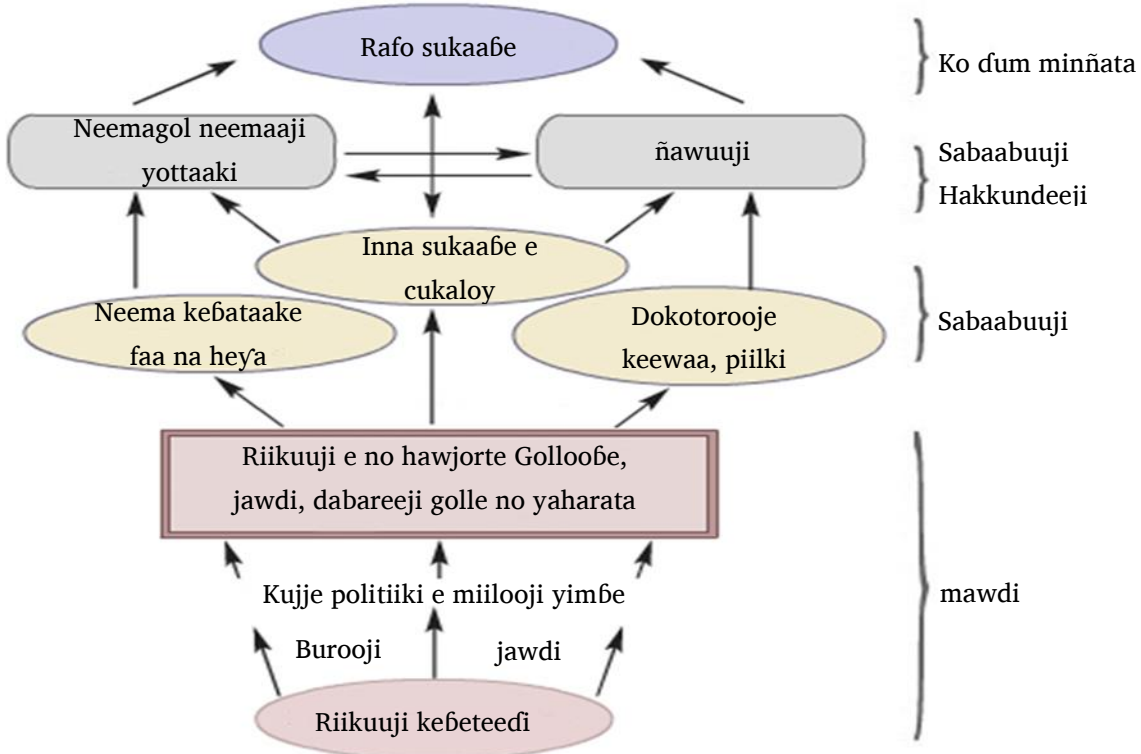 Rafo sukaaɓe
Ko ɗum minñata
Neemagol neemaaji
yottaaki
ñawuuji
Sabaabuuji
Hakkundeeji
Inna sukaaɓe e
cukaloy
Neema keɓataake
faa na heƴa
Dokotorooje
keewaa, piilki
Sabaabuuji
Riikuuji e no hawjorte Gollooɓe,
jawdi, dabareeji golle no yaharata
Kujje politiiki e miilooji yimɓe
mawdi
Burooji
jawdi
Riikuuji keɓeteeɗi